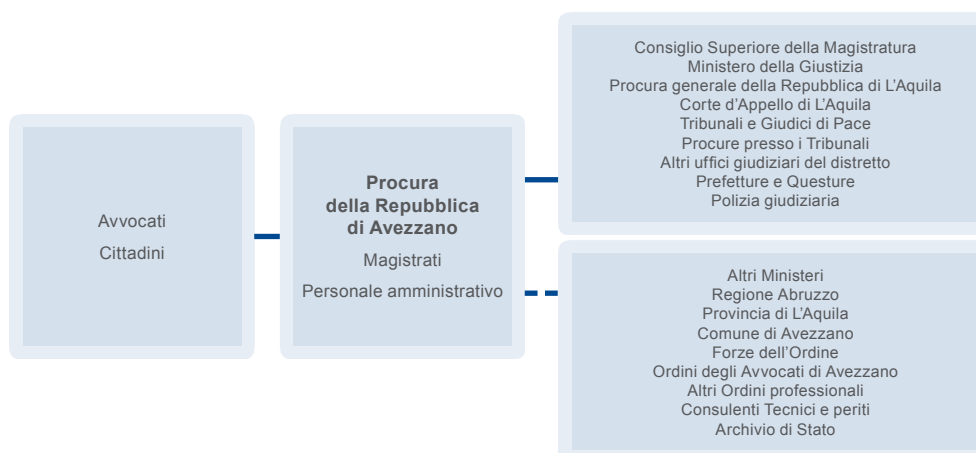 Avvocati
Cittadini
Procura
della Repubblica
di Avezzano
Magistrati
Personale amministrativo
Consiglio Superiore della Magistratura
Ministero della Giustizia
Procura generale della Repubblica di L'Aquila
Corte d'Appello di L'Aquila
Tribunali e Giudici di Pace
Procure presso i Tribunali
Altri uffici giudiziari del distretto
Prefetture e Questure
Polizia giudiziaria
Altri Ministeri
Regione Abruzzo
Provincia di L'Aquila
Comune di Avezzano
Forze dell'Ordine
Ordini degli Avvocati di Avezzano
Altri Ordini professionali
Consulenti Tecnici e periti
Archivio di Stato